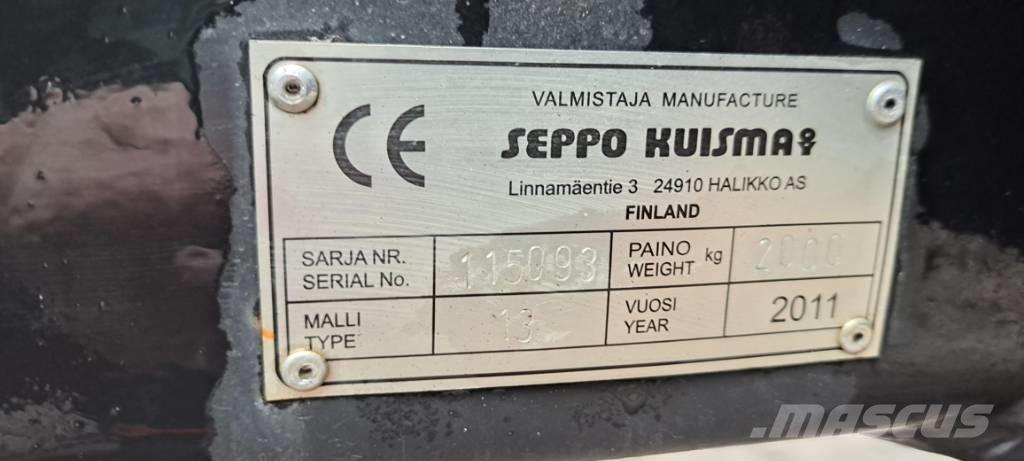 CE
VALMISTAJA MANUFACTURE
SEPPO KUISMA OY
Linnamäentie 3 24910 HALIKKO AS
FINLAND
SARJA NR. SERIAL No. 115093
PAINO WEIGHT kg 2000
MALLI TYPE 13
VUOSI YEAR 2011
MASCUS